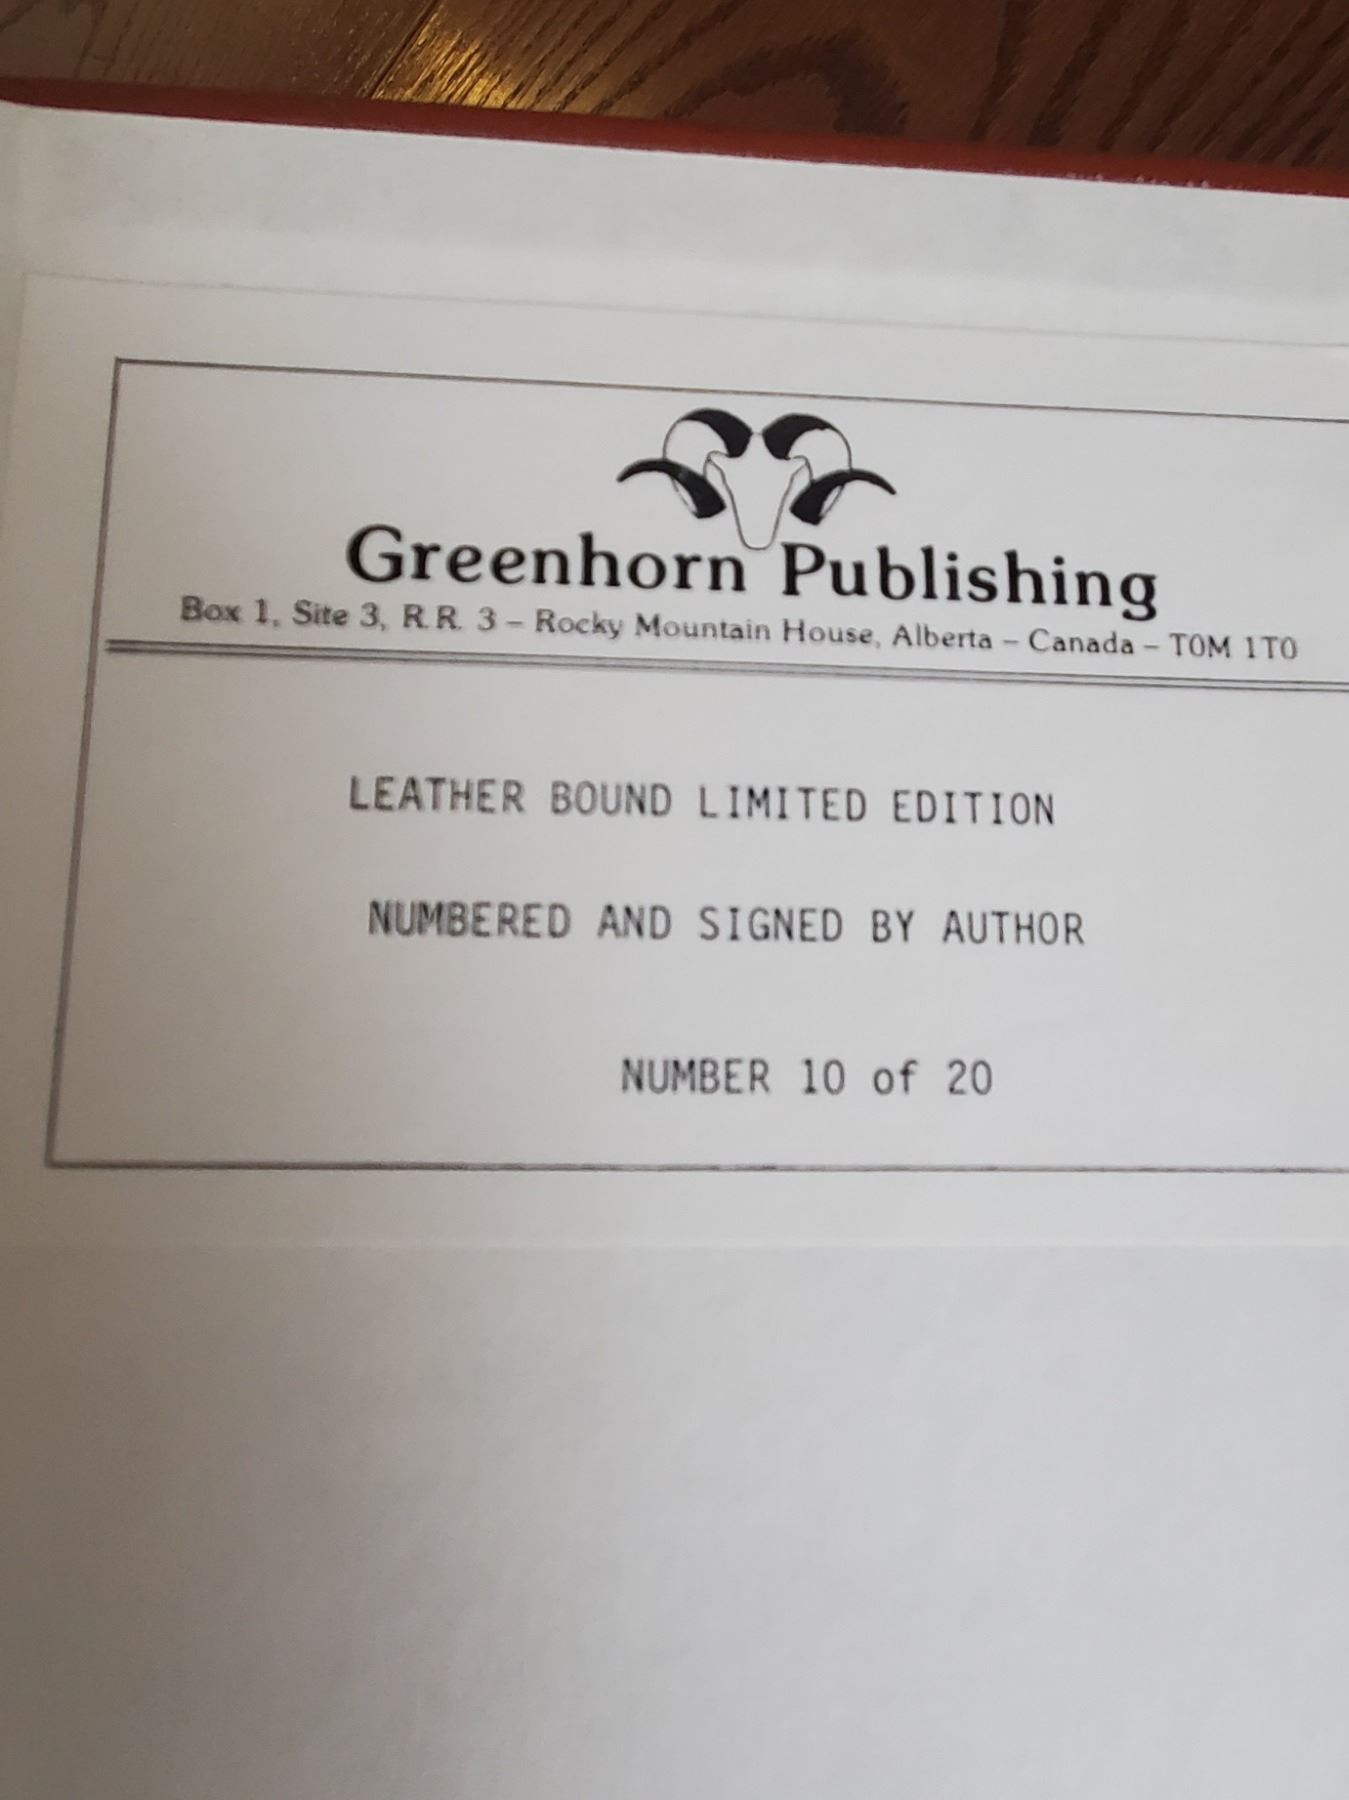 Greenhorn Publishing
Box 1, Site 3, R.R. 3 – Rocky Mountain House, Alberta – Canada – T0M 1T0
LEATHER BOUND LIMITED EDITION
NUMBERED AND SIGNED BY AUTHOR
NUMBER 10 of 20